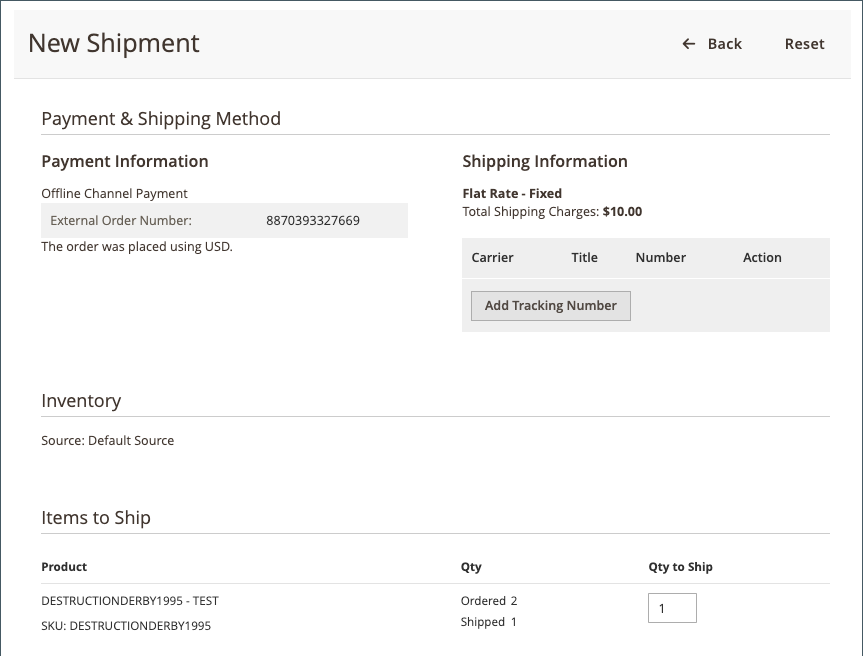 New Shipment
Back
Reset
Payment & Shipping Method
Payment Information
Offline Channel Payment
External Order Number: 8870393327669
The order was placed using USD.
Shipping Information
Flat Rate - Fixed
Total Shipping Charges: $10.00
Carrier Title Number Action
Add Tracking Number
Inventory
Source: Default Source
Items to Ship
Product Qty Qty to Ship
DESTRUCTIONDERBY1995 - TEST Ordered 2 1
SKU: DESTRUCTIONDERBY1995 Shipped 1